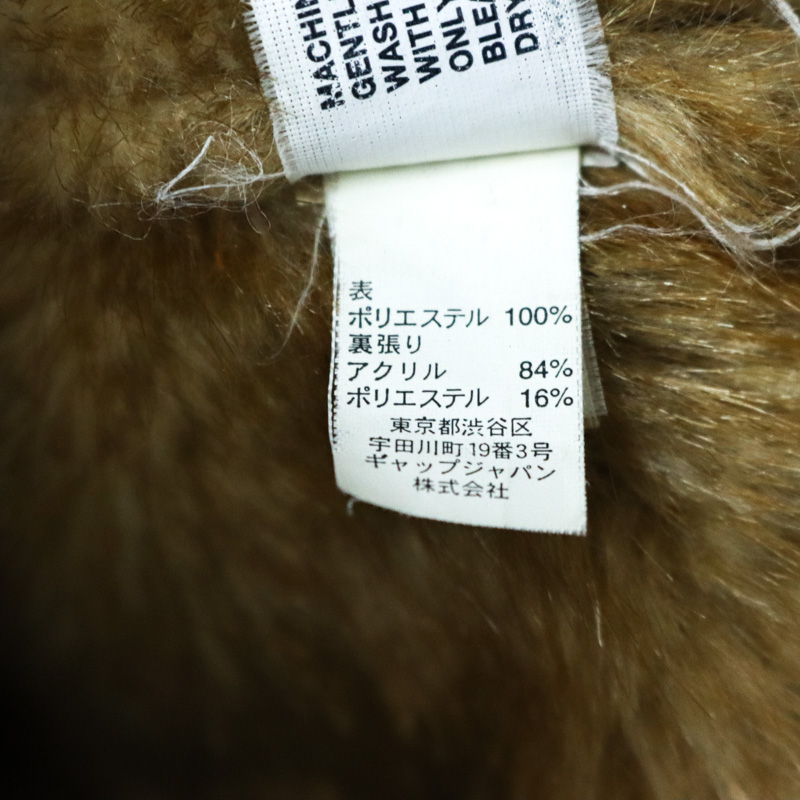 MACHIN
GENTL
WASH
WITH
ONLY
BLEA
DRY
表
ポリエステル 100%
裏張り
アクリル 84%
ポリエステル 16%
東京都渋谷区
宇田川町19番3号
ギャップジャパン
株式会社